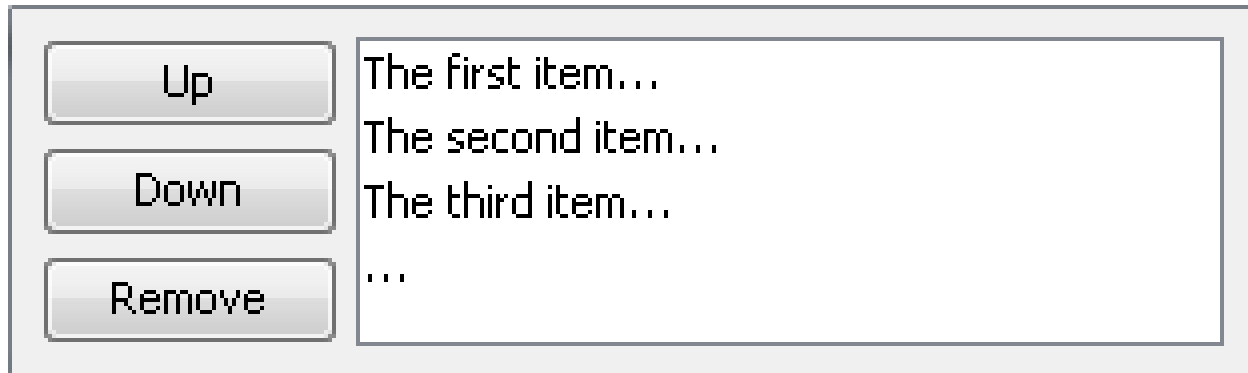 Up
Down
Remove
The first item...
The second item...
The third item...
...